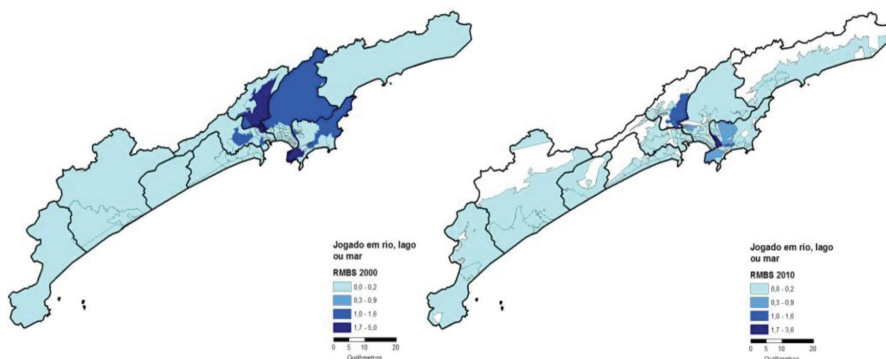 Jogado em rio, lago
ou mar
RMBS 2000
0,0 - 0,2
0,3 - 0,9
1,0 - 1,6
1,7 - 5,0
0 5 10 20
Quilômetros
Jogado em rio, lago
ou mar
RMBS 2010
0,0 - 0,2
0,3 - 0,9
1,0 - 1,6
1,7 - 3,6
0 5 10 20
Quilômetros